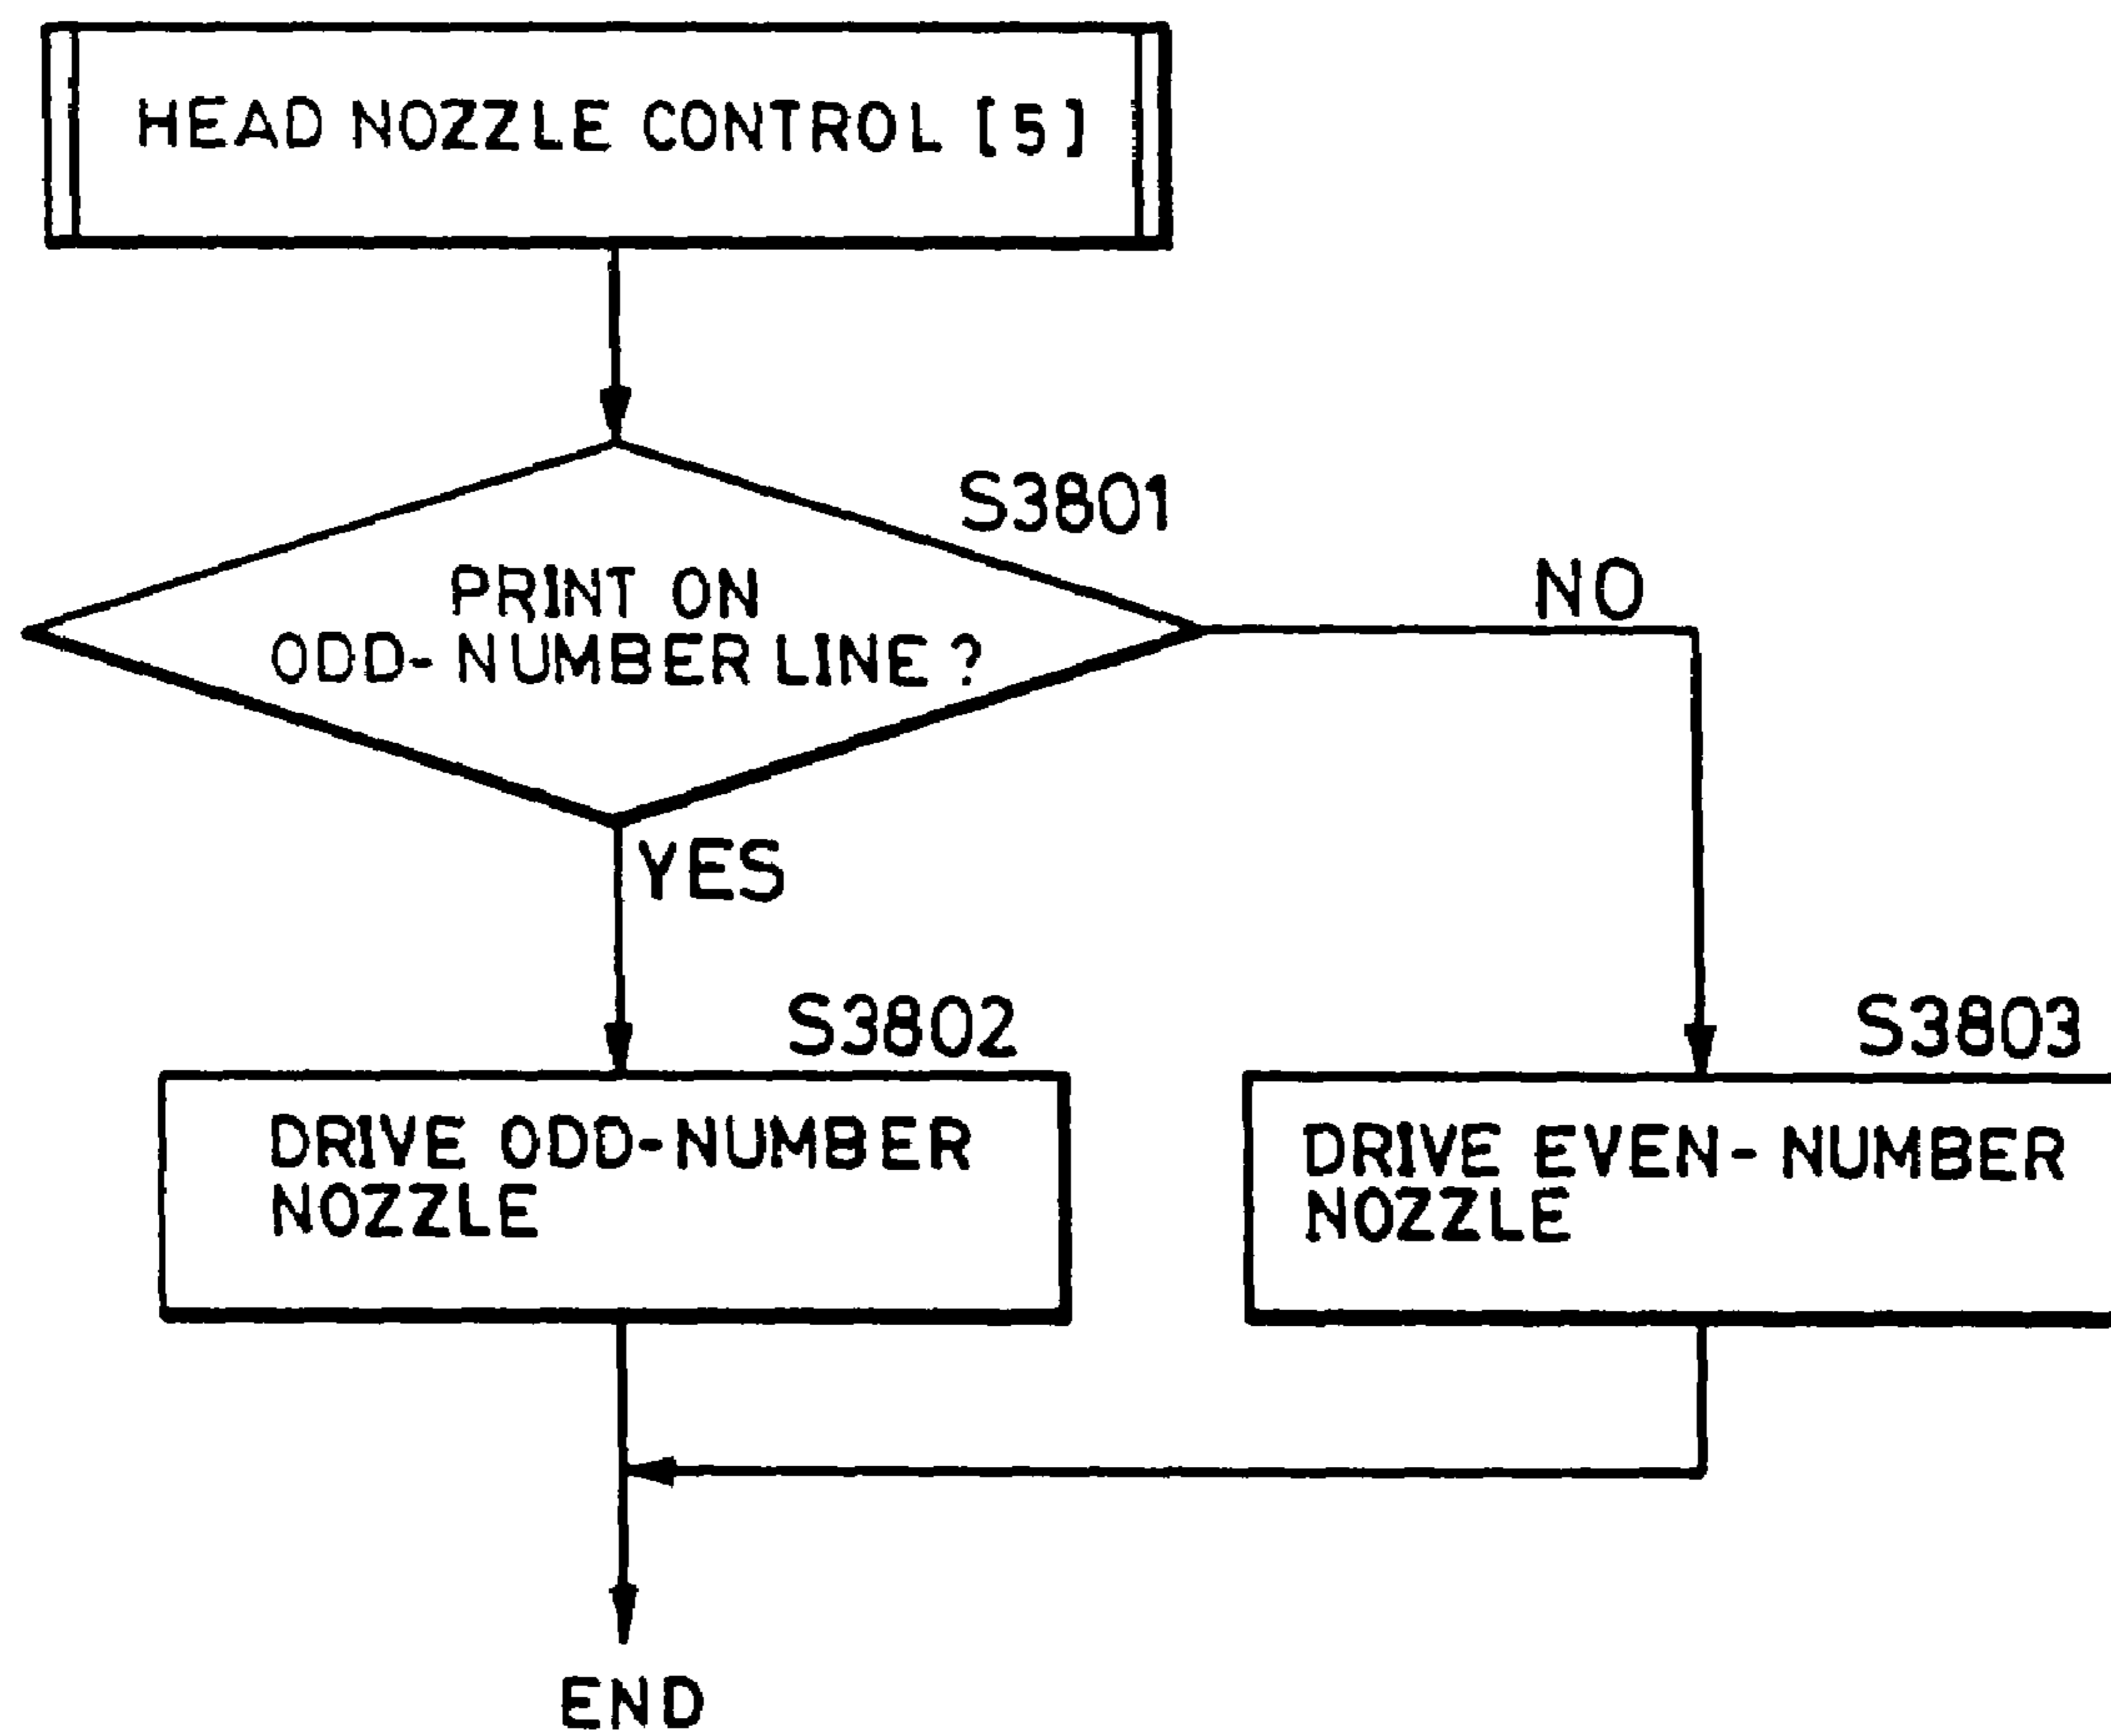 HEAD NOZZLE CONTROL [5]
S3801
PRINT ON
ODD-NUMBER LINE ?
NO
YES
S3802
DRIVE ODD-NUMBER
NOZZLE
S3803
DRIVE EVEN-NUMBER
NOZZLE
END